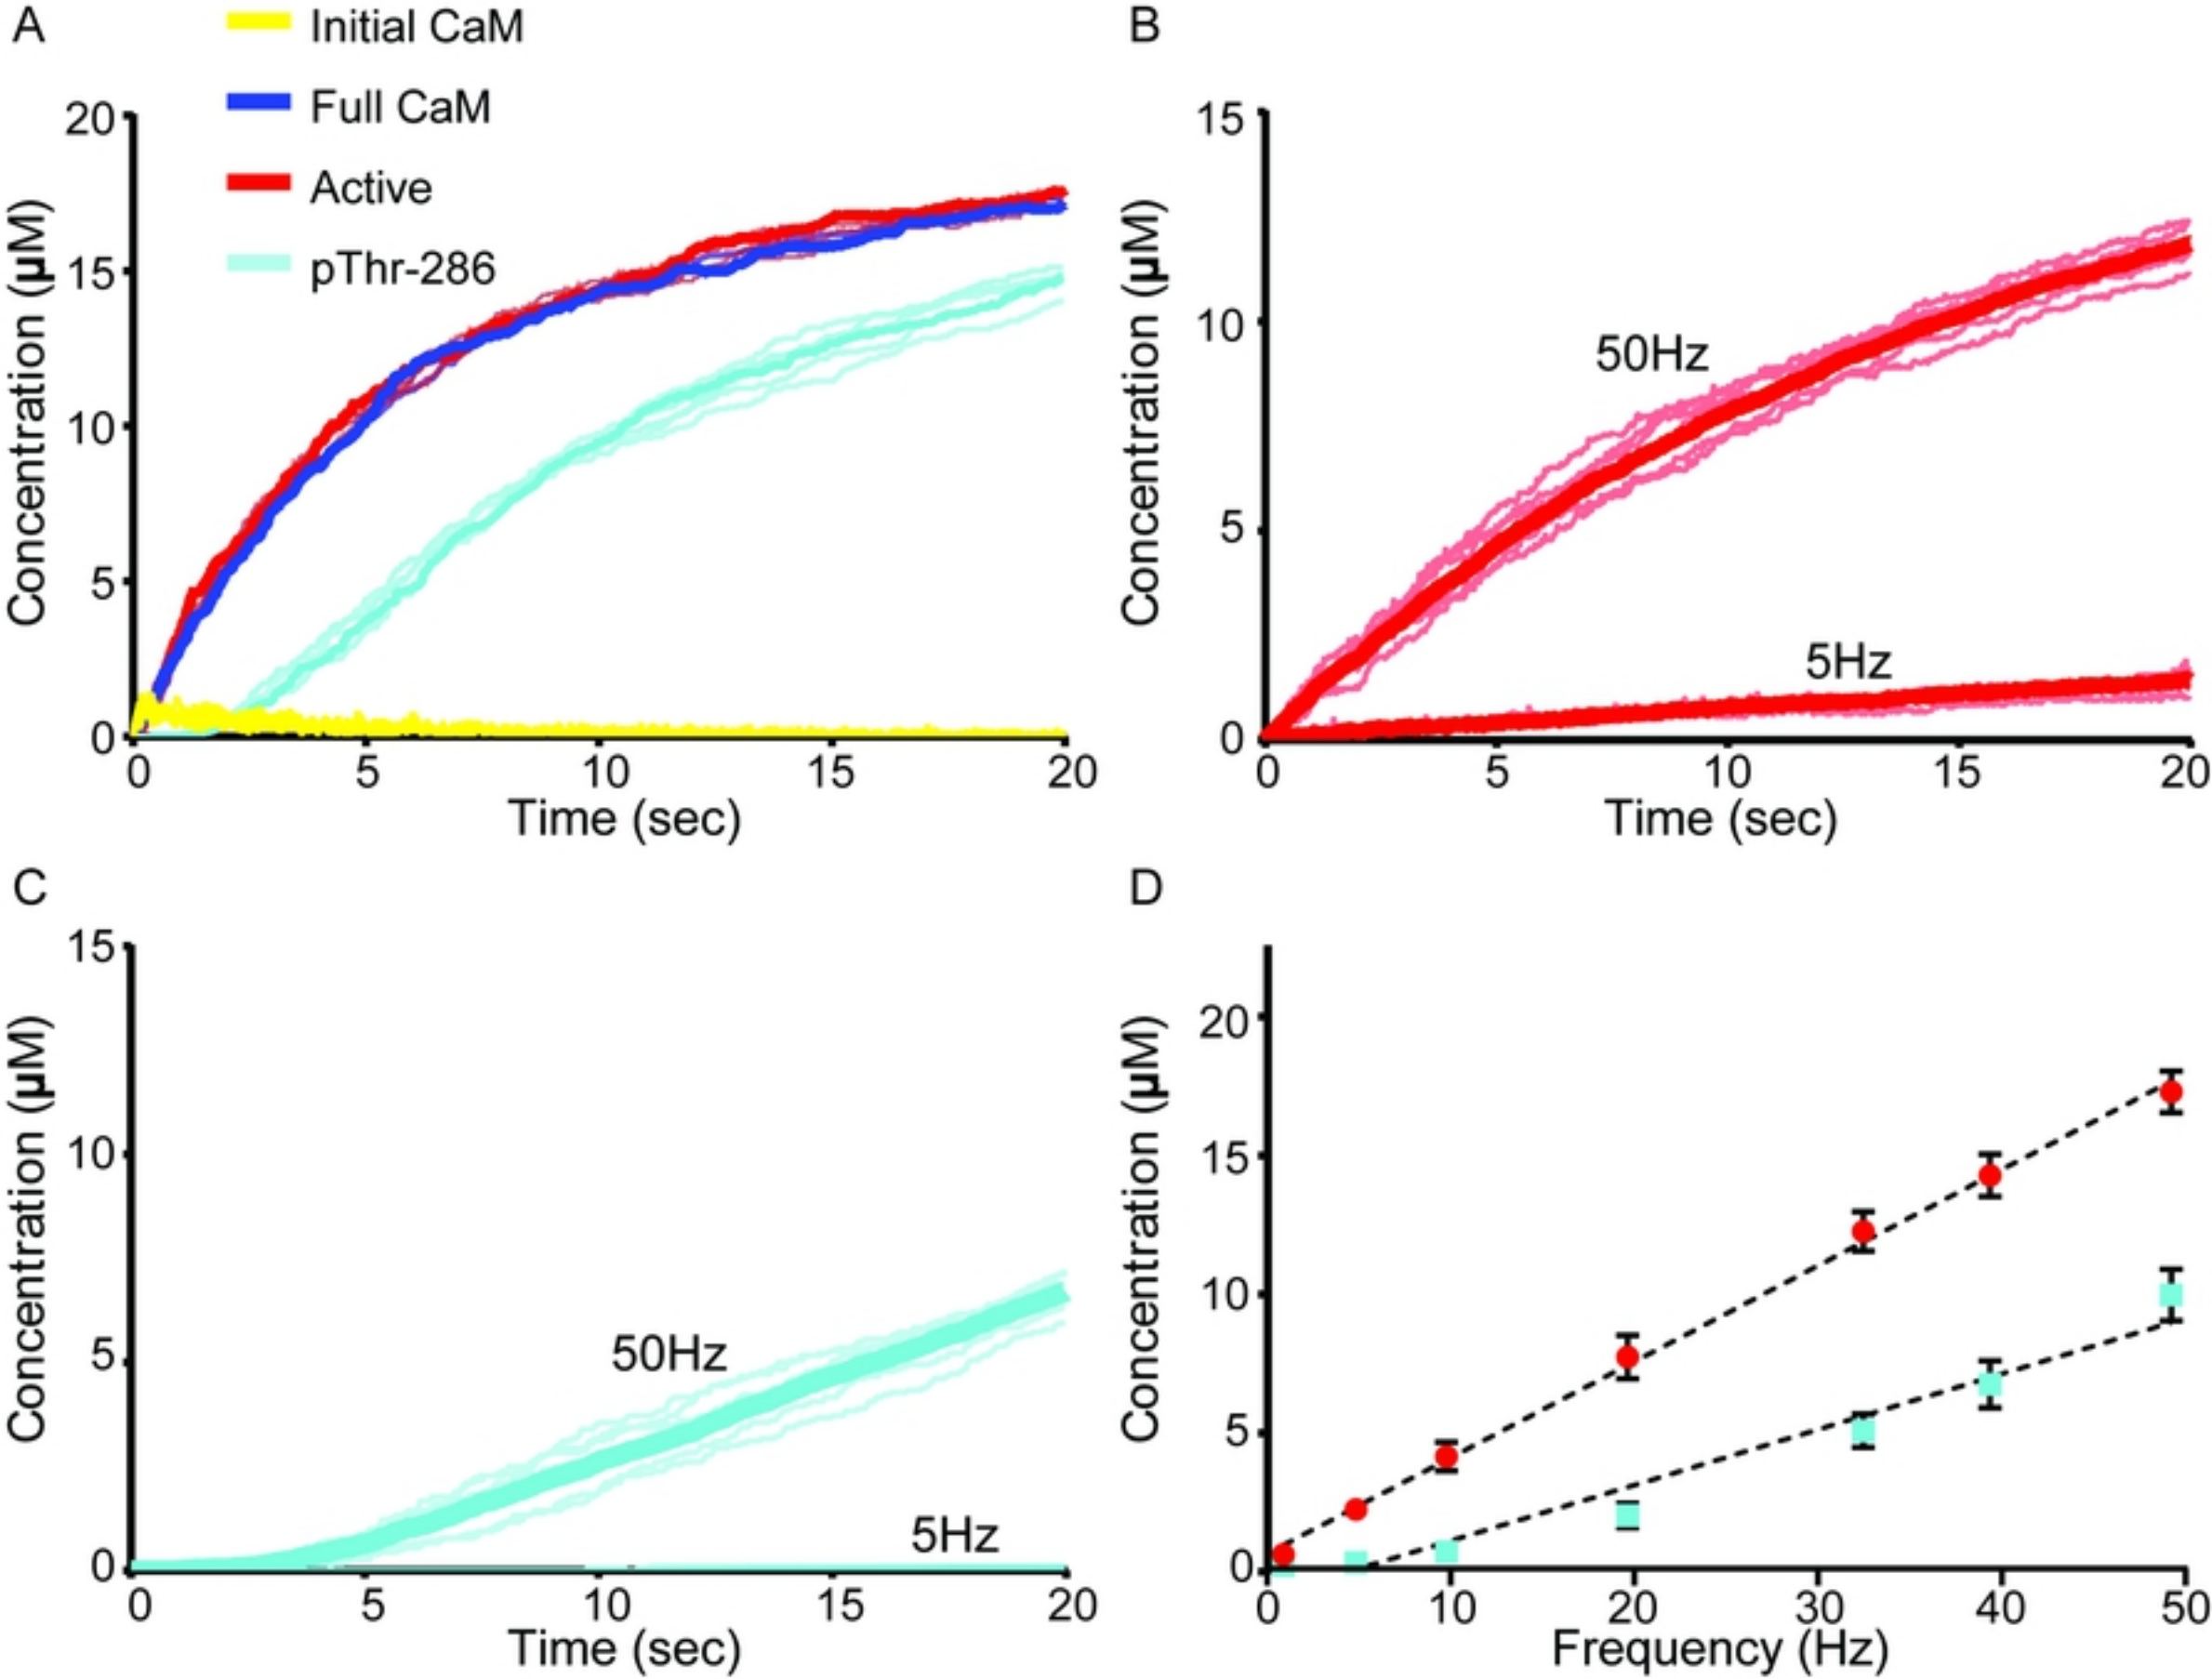 A
Initial CaM
Full CaM
Active
pThr-286
20
15
10
5
0
Concentration (µM)
0 5 10 15 20
Time (sec)
B
15
10
5
0
Concentration (µM)
50Hz
5Hz
0 5 10 15 20
Time (sec)
C
15
10
5
0
Concentration (µM)
50Hz
5Hz
0 5 10 15 20
Time (sec)
D
20
15
10
5
0
Concentration (µM)
0 10 20 30 40 50
Frequency (Hz)